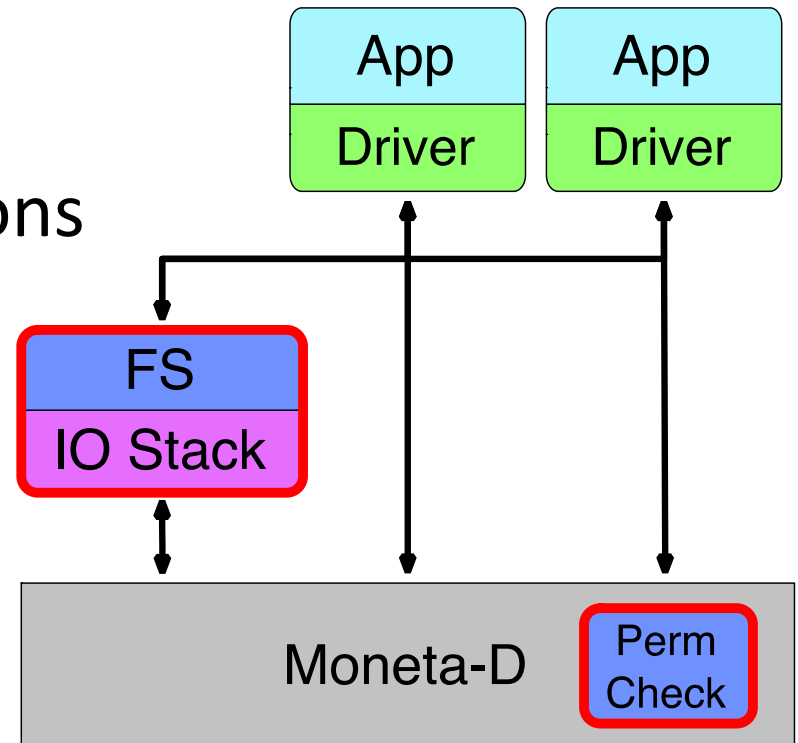 App
App
Driver
Driver
ons
FS
IO Stack
Moneta-D
Perm
Check